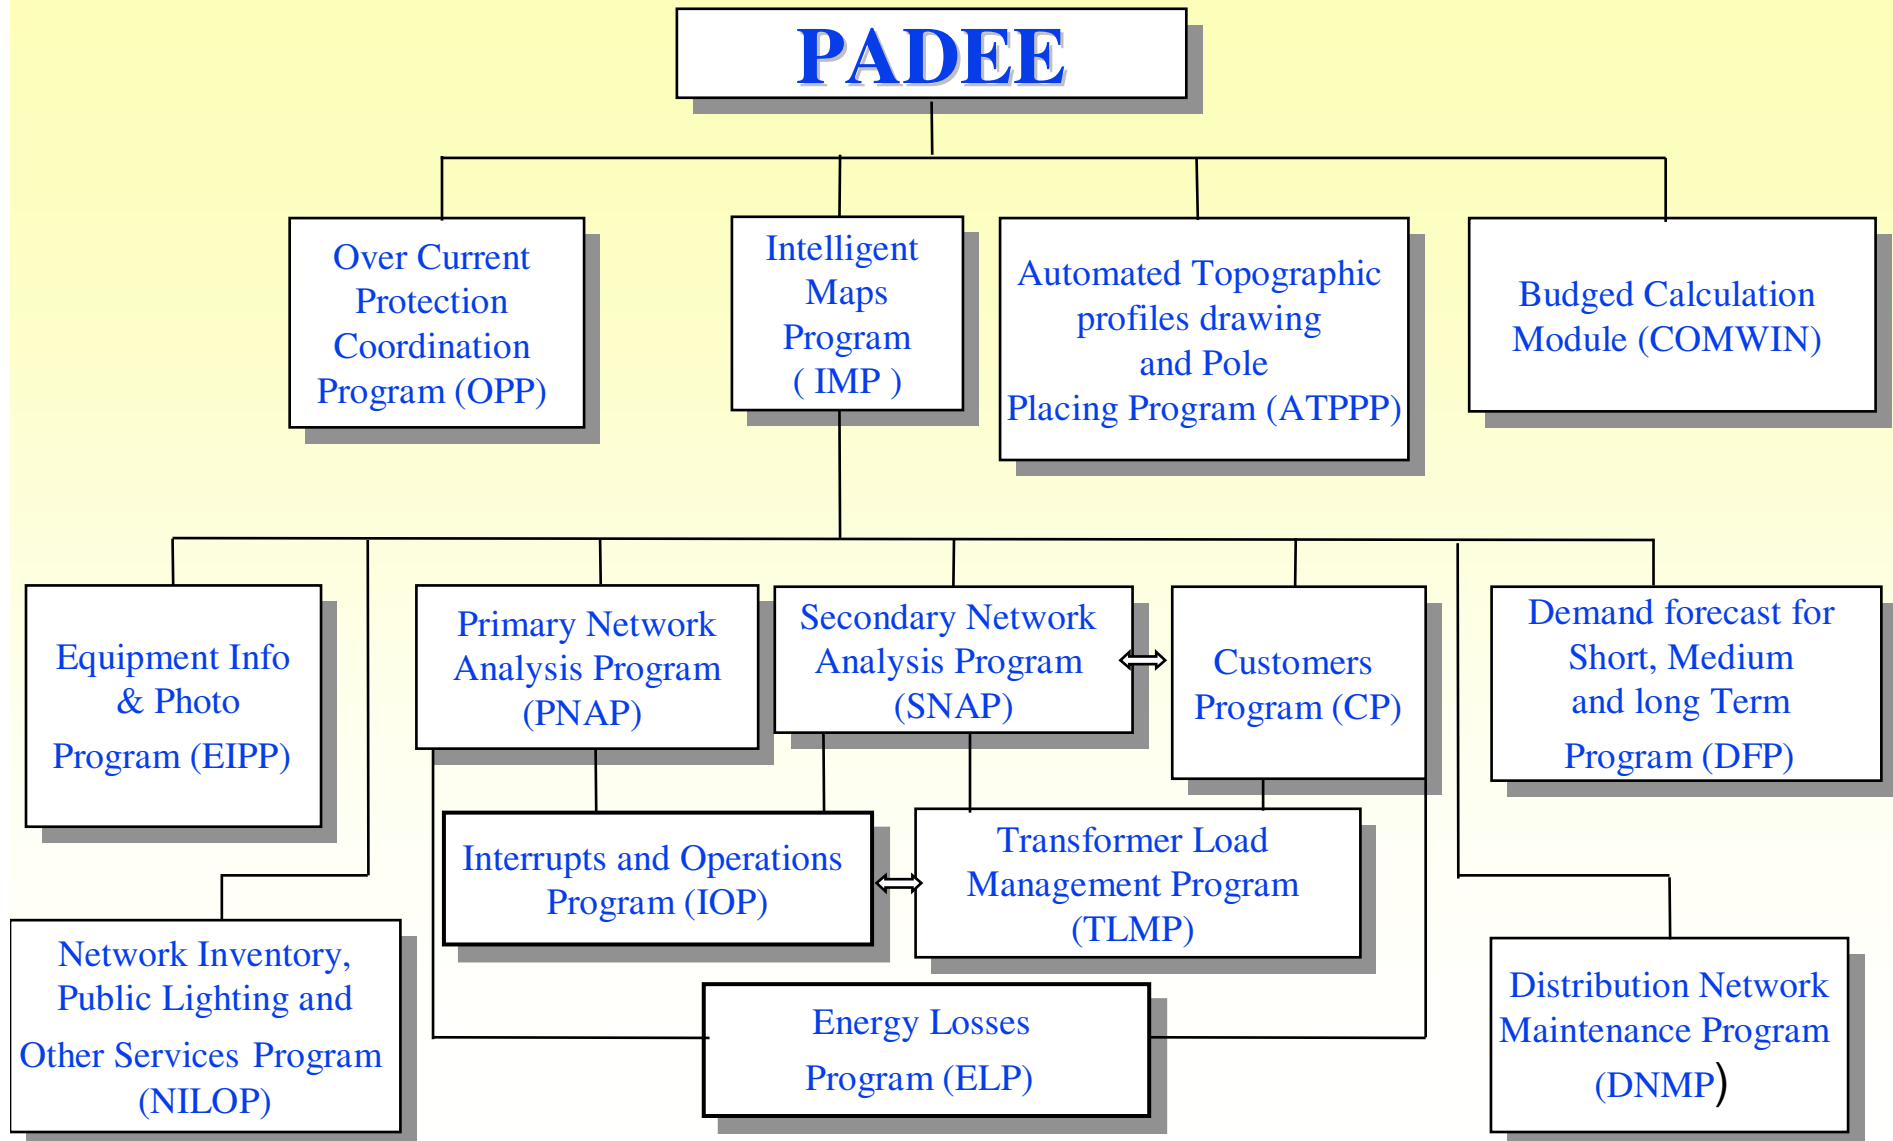 PADEE
Over Current
Protection
Coordination
Program (OPP)
Intelligent
Maps
Program
( IMP )
Automated Topographic
profiles drawing
and Pole
Placing Program (ATPPP)
Budged Calculation
Module (COMWIN)
Equipment Info
& Photo
Program (EIPP)
Primary Network
Analysis Program
(PNAP)
Secondary Network
Analysis Program
(SNAP)
Customers
Program (CP)
Demand forecast for
Short, Medium
and long Term
Program (DFP)
Interrupts and Operations
Program (IOP)
Transformer Load
Management Program
(TLMP)
Network Inventory,
Public Lighting and
Other Services Program
(NILOP)
Energy Losses
Program (ELP)
Distribution Network
Maintenance Program
(DNMP)